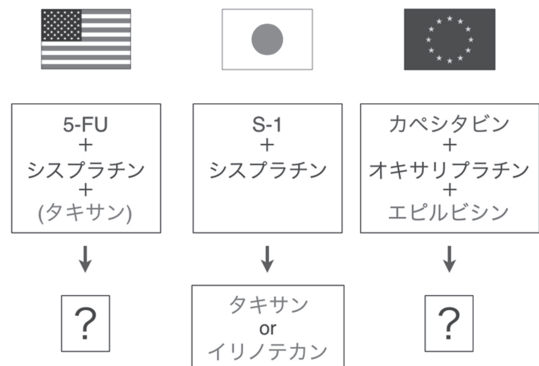 5-FU
+
シスプラチン
+
(タキサン)
S-1
+
シスプラチン
カペシタビン
+
オキサリプラチン
+
エピルビシン
?
タキサン
or
イリノテカン
?